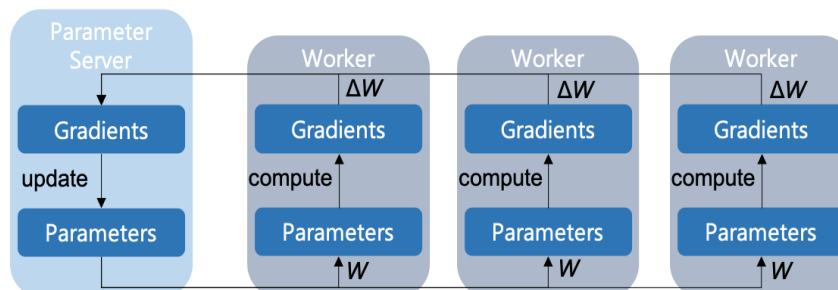 Parameter
Server
Worker
Worker
Worker
ΔW
ΔW
ΔW
Gradients
Gradients
Gradients
Gradients
update
compute
compute
compute
Parameters
Parameters
Parameters
Parameters
W
W
W